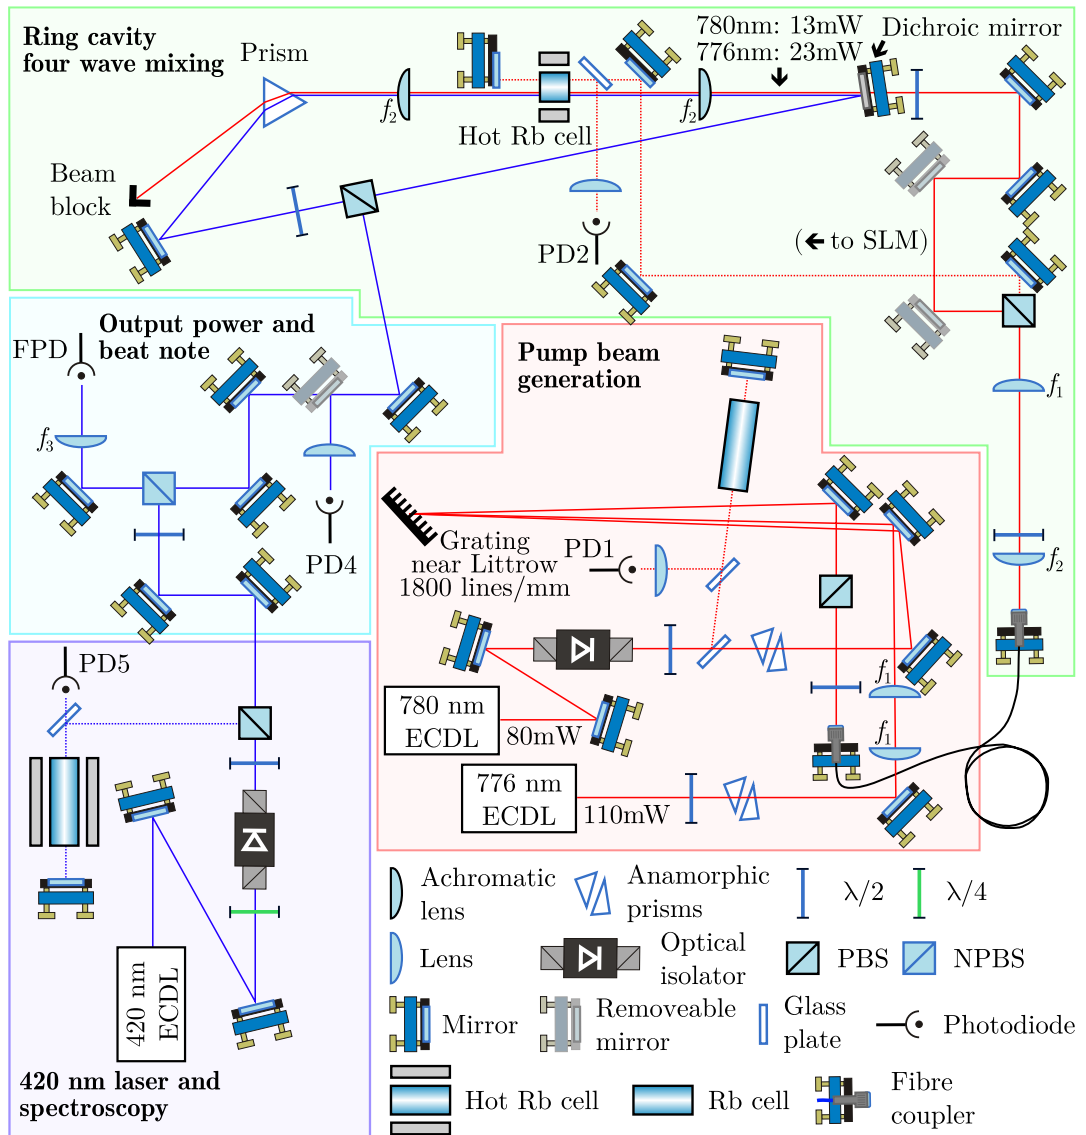 Ring cavity
four wave mixing
Prism
780nm: 13mW
776nm: 23mW
Dichroic mirror
f2
f2
Hot Rb cell
Beam
block
PD2
(← to SLM)
Output power and
beat note
FPD
f3
PD4
Pump beam
generation
f1
f2
Grating
near Littrow
1800 lines/mm
PD1
780 nm
ECDL
80mW
f1
f1
776 nm
ECDL
110mW
PD5
420 nm
ECDL
420 nm laser and
spectroscopy
Achromatic
lens
Anamorphic
prisms
λ/2
λ/4
Lens
Optical
isolator
PBS
NPBS
Mirror
Removeable
mirror
Glass
plate
Photodiode
Hot Rb cell
Rb cell
Fibre
coupler